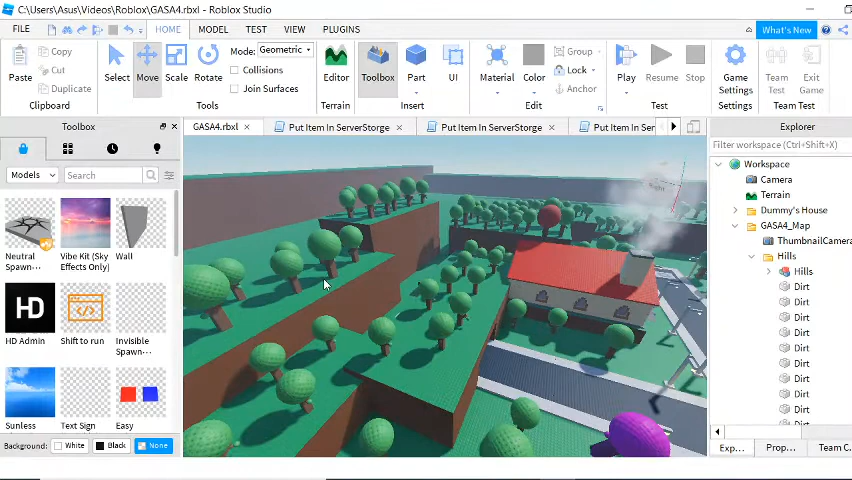 C:\Users\Asus\Videos\Roblox\GASA4.rbxl - Roblox Studio
FILE HOME MODEL TEST VIEW PLUGINS What's New
Paste Copy Cut Duplicate Select Move Scale Rotate Mode: Geometric Collisions Join Surfaces Editor Toolbox Part UI Material Color Group Lock Anchor Play Resume Stop Game Settings Team Test Exit Game
Clipboard Tools Terrain Insert Edit Test Settings Team Test
Toolbox
GASA4.rbxl Put Item In ServerStorge Put Item In ServerStorge Put Item In Ser
Explorer
Filter workspace (Ctrl+Shift+X)
Models Search
Neutral Spawn...
Vibe Kit (Sky Effects Only)
Wall
HD
HD Admin
Shift to run
Invisible Spawn...
Sunless
Text Sign
Easy
Background: White Black None
Workspace
Camera
Terrain
Dummy's House
GASA4_Map
ThumbnailCamera
Hills
Hills
Dirt
Dirt
Dirt
Dirt
Dirt
Dirt
Dirt
Dirt
Dirt
Exp... Prop... Team C...